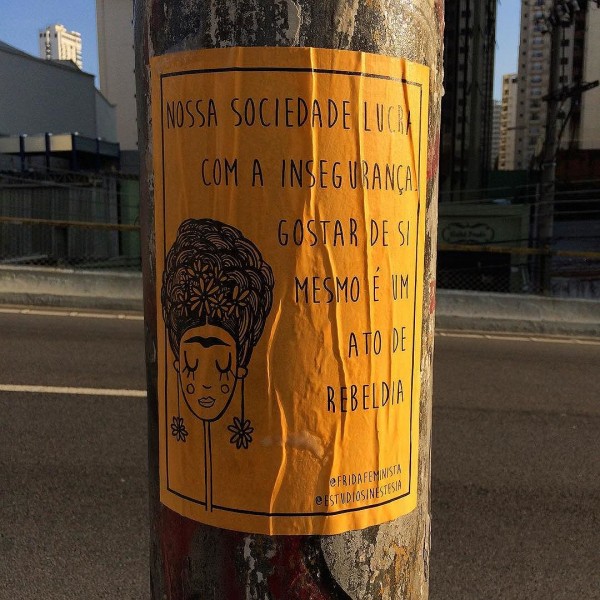 NOSSA SOCIEDADE LUCRA
COM A INSEGURANÇA.
GOSTAR DE SI
MESMO É UM
ATO DE
REBELDIA
@FRIDAFEMINISTA
@ESTUDIOSINESTESIA